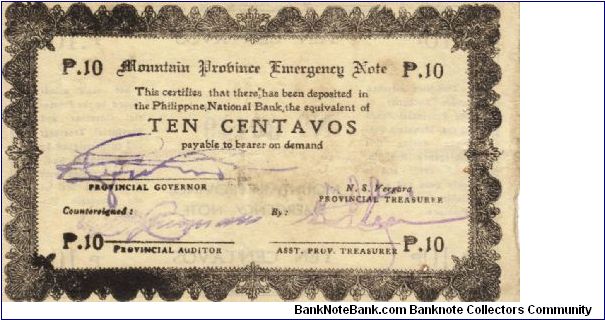 ₱.10 Mountain Province Emergency Note ₱.10
This certifies that there, has been deposited in
the Philippine, National Bank, the equivalent of
TEN CENTAVOS
payable to bearer on demand
PROVINCIAL GOVERNOR
N. S. Vergara
PROVINCIAL TREASURER
Countersigned :
By :
₱.10 ₱.10
PROVINCIAL AUDITOR ASST. PROV. TREASURER
BankNoteBank.com Banknote Collectors Community